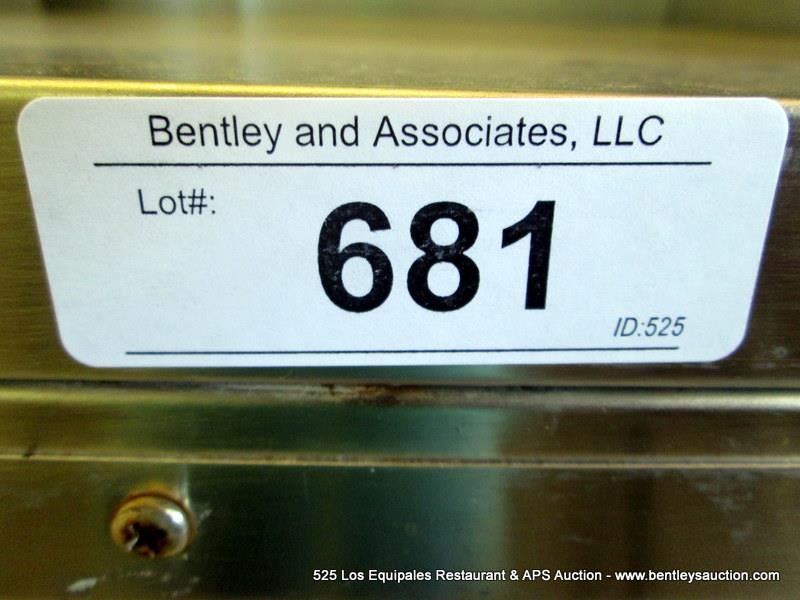 Bentley and Associates, LLC
Lot#:
681
ID:525
525 Los Equipales Restaurant & APS Auction - www.bentleysauction.com